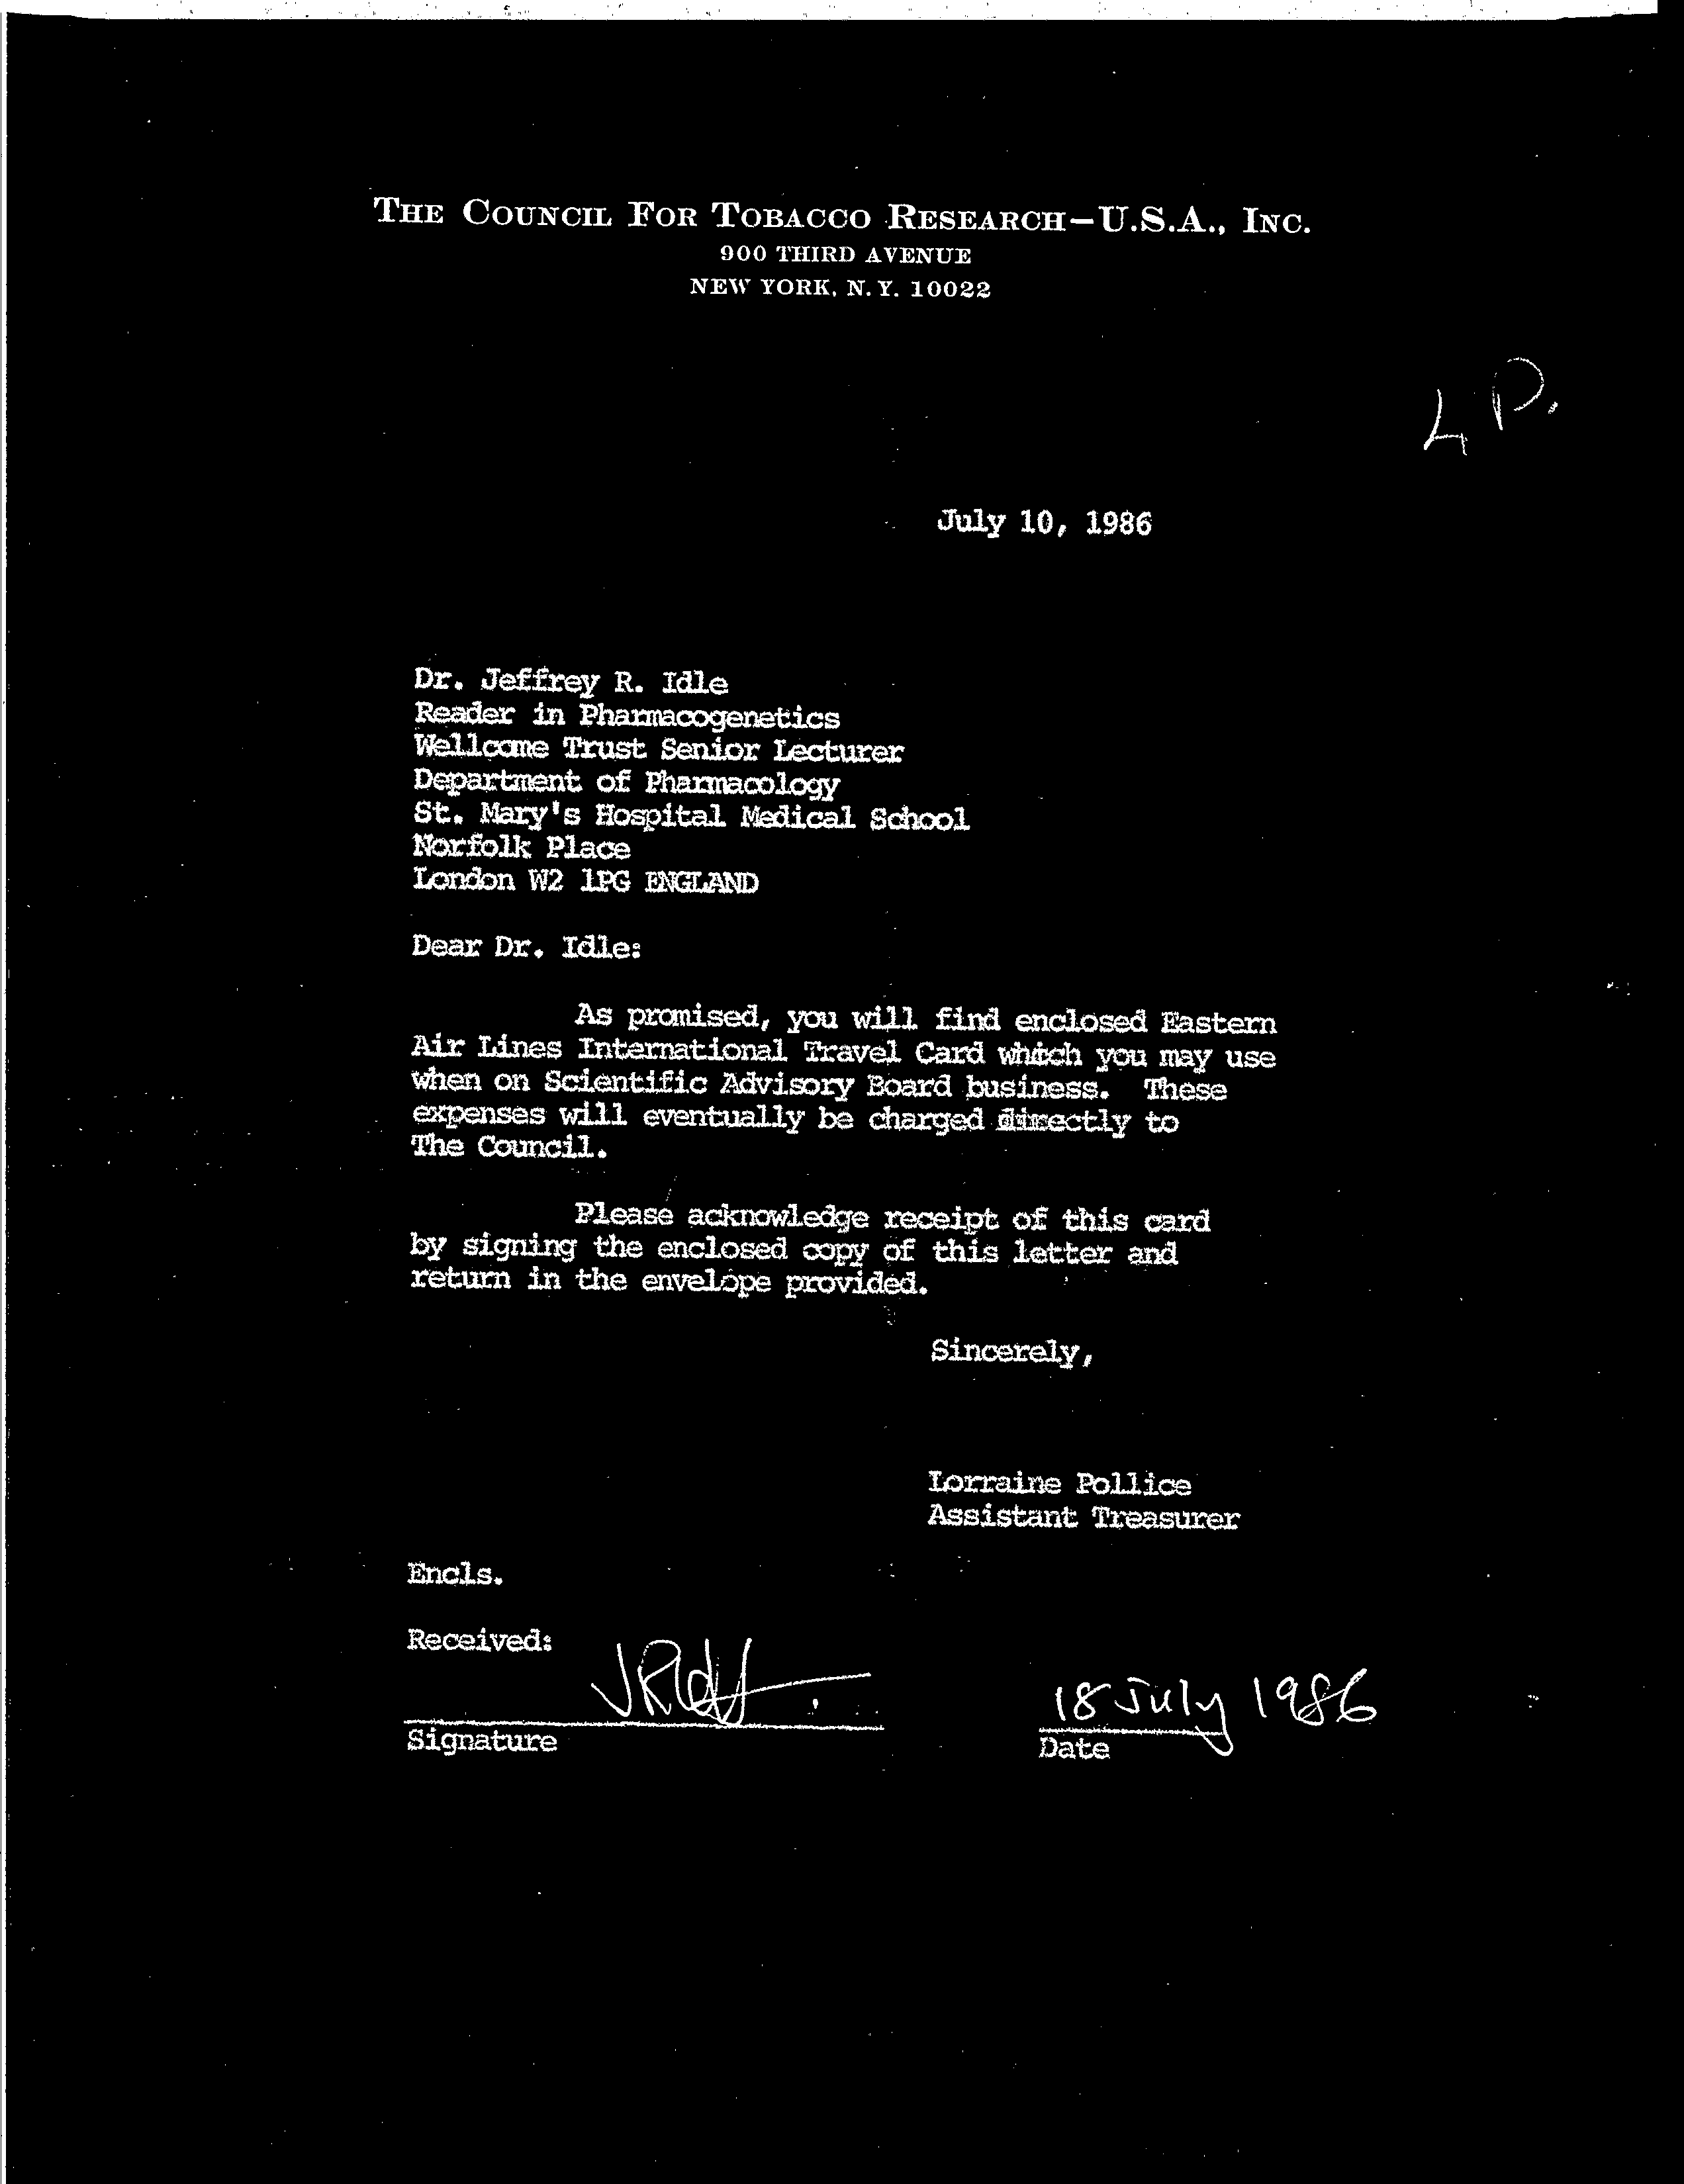 THE COUNCIL FOR TOBACCO RESEARCH-U.S.A., INC.
900 THIRD AVENUE
NEW YORK, N.Y. 10022
L.P.
July 10, 1986
Dr. Jeffrey R. Idle
Reader in Pharmacogenetics
Wellcome Trust Senior Lecturer
Department of Pharmacology
St. Mary's Hospital Medical School
Norfolk Place
London W2 1PG ENGLAND
Dear Dr. Idle:
As promised, you will find enclosed Eastern
Air Lines International Travel Card which you may use
when on Scientific Advisory Board business. These
expenses will eventually be charged directly to
The Council.
Please acknowledge receipt of this card
by signing the enclosed copy of this letter and
return in the envelope provided.
Sincerely,
Lorraine Pollice
Assistant Treasurer
Encls.
Received:
18 July 1986
Signature
Date